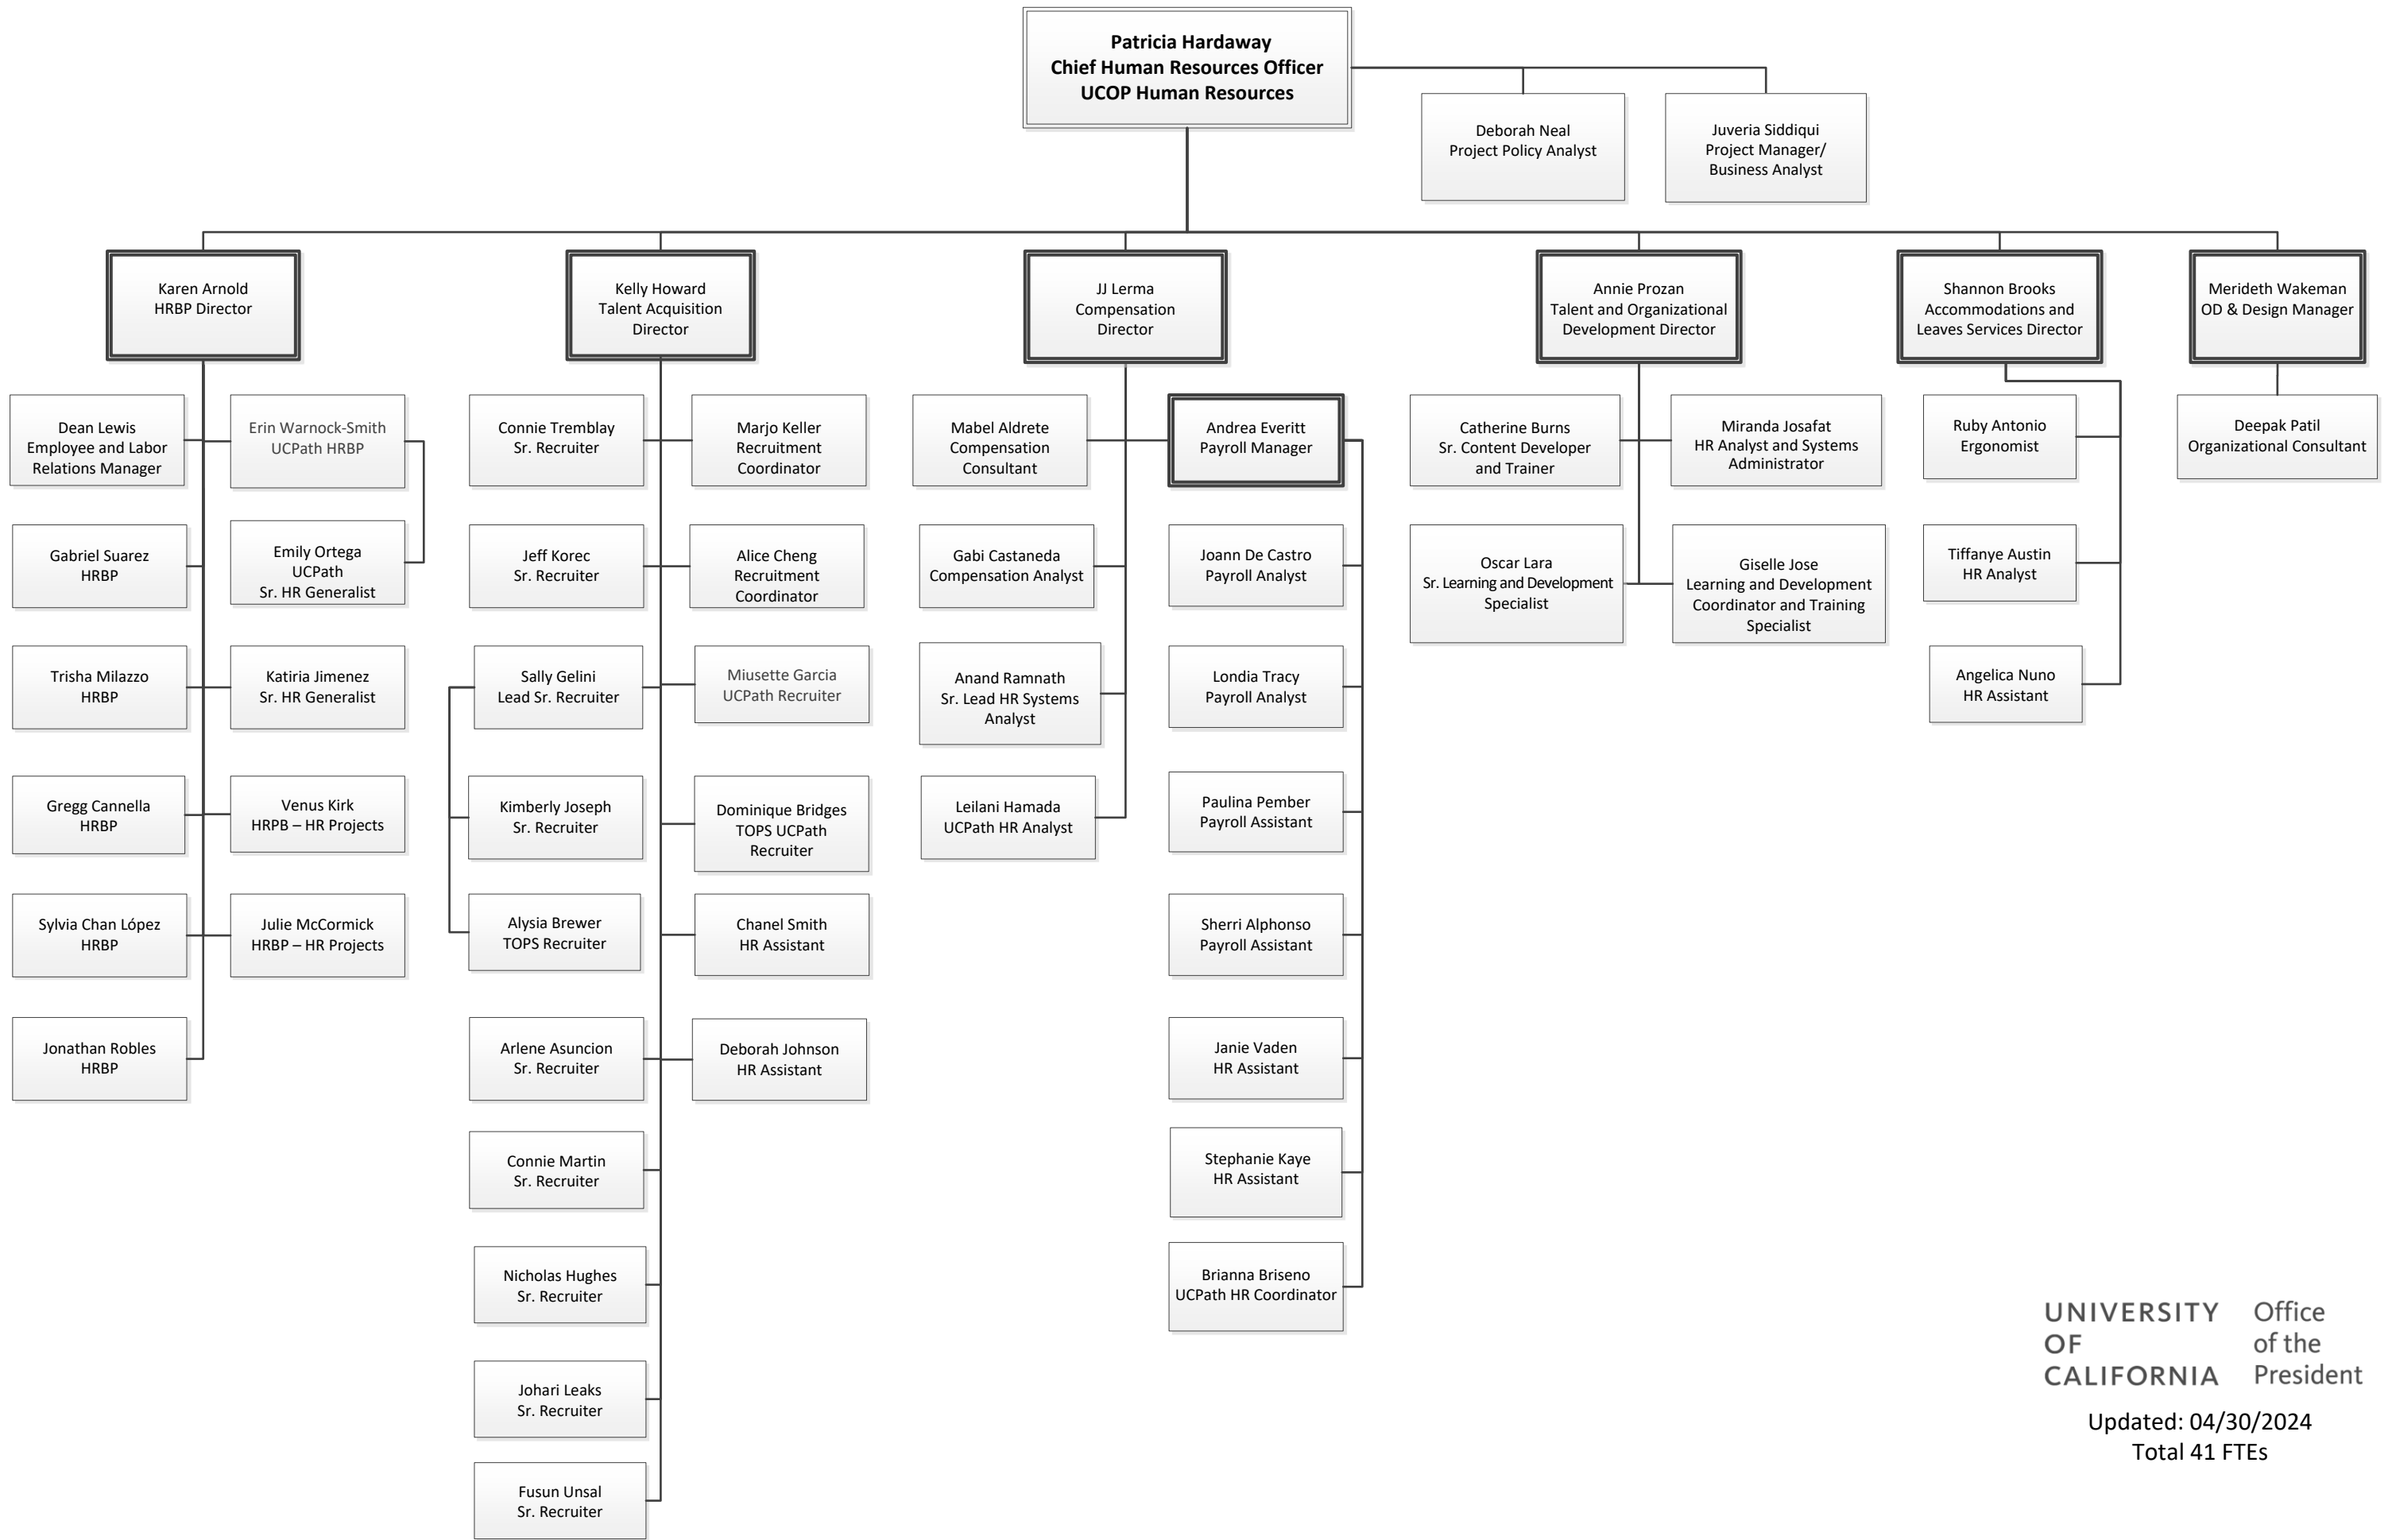 Patricia Hardaway
Chief Human Resources Officer
UCOP Human Resources
Deborah Neal
Project Policy Analyst
Juveria Siddiqui
Project Manager/
Business Analyst
Karen Arnold
HRBP Director
Kelly Howard
Talent Acquisition
Director
JJ Lerma
Compensation
Director
Annie Prozan
Talent and Organizational
Development Director
Shannon Brooks
Accommodations and
Leaves Services Director
Merideth Wakeman
OD & Design Manager
Dean Lewis
Employee and Labor
Relations Manager
Erin Warnock-Smith
UCPath HRBP
Gabriel Suarez
HRBP
Emily Ortega
UCPath
Sr. HR Generalist
Trisha Milazzo
HRBP
Katiria Jimenez
Sr. HR Generalist
Gregg Cannella
HRBP
Venus Kirk
HRPB – HR Projects
Sylvia Chan López
HRBP
Julie McCormick
HRBP – HR Projects
Jonathan Robles
HRBP
Connie Tremblay
Sr. Recruiter
Marjo Keller
Recruitment
Coordinator
Jeff Korec
Sr. Recruiter
Alice Cheng
Recruitment
Coordinator
Sally Gelini
Lead Sr. Recruiter
Miusette Garcia
UCPath Recruiter
Kimberly Joseph
Sr. Recruiter
Dominique Bridges
TOPS UCPath
Recruiter
Alysia Brewer
TOPS Recruiter
Chanel Smith
HR Assistant
Arlene Asuncion
Sr. Recruiter
Deborah Johnson
HR Assistant
Connie Martin
Sr. Recruiter
Nicholas Hughes
Sr. Recruiter
Johari Leaks
Sr. Recruiter
Fusun Unsal
Sr. Recruiter
Mabel Aldrete
Compensation
Consultant
Andrea Everitt
Payroll Manager
Gabi Castaneda
Compensation Analyst
Joann De Castro
Payroll Analyst
Anand Ramnath
Sr. Lead HR Systems
Analyst
Londia Tracy
Payroll Analyst
Leilani Hamada
UCPath HR Analyst
Paulina Pember
Payroll Assistant
Sherri Alphonso
Payroll Assistant
Janie Vaden
HR Assistant
Stephanie Kaye
HR Assistant
Brianna Briseno
UCPath HR Coordinator
Catherine Burns
Sr. Content Developer
and Trainer
Miranda Josafat
HR Analyst and Systems
Administrator
Oscar Lara
Sr. Learning and Development
Specialist
Giselle Jose
Learning and Development
Coordinator and Training
Specialist
Ruby Antonio
Ergonomist
Tiffanye Austin
HR Analyst
Angelica Nuno
HR Assistant
Deepak Patil
Organizational Consultant
UNIVERSITY
OF
CALIFORNIA
Office
of the
President
Updated: 04/30/2024
Total 41 FTEs